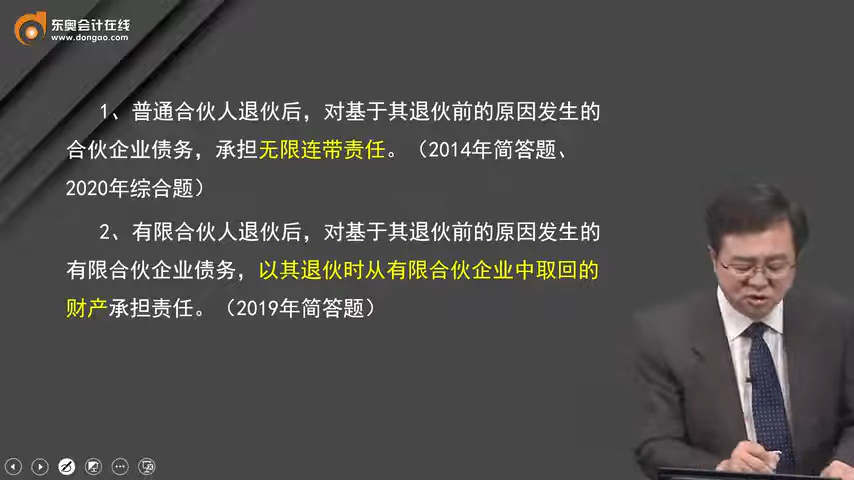 东奥会计在线
www.dongao.com
1、普通合伙人退伙后，对基于其退伙前的原因发生的
合伙企业债务，承担无限连带责任。（2014年简答题、
2020年综合题）
2、有限合伙人退伙后，对基于其退伙前的原因发生的
有限合伙企业债务，以其退伙时从有限合伙企业中取回的
财产承担责任。（2019年简答题）